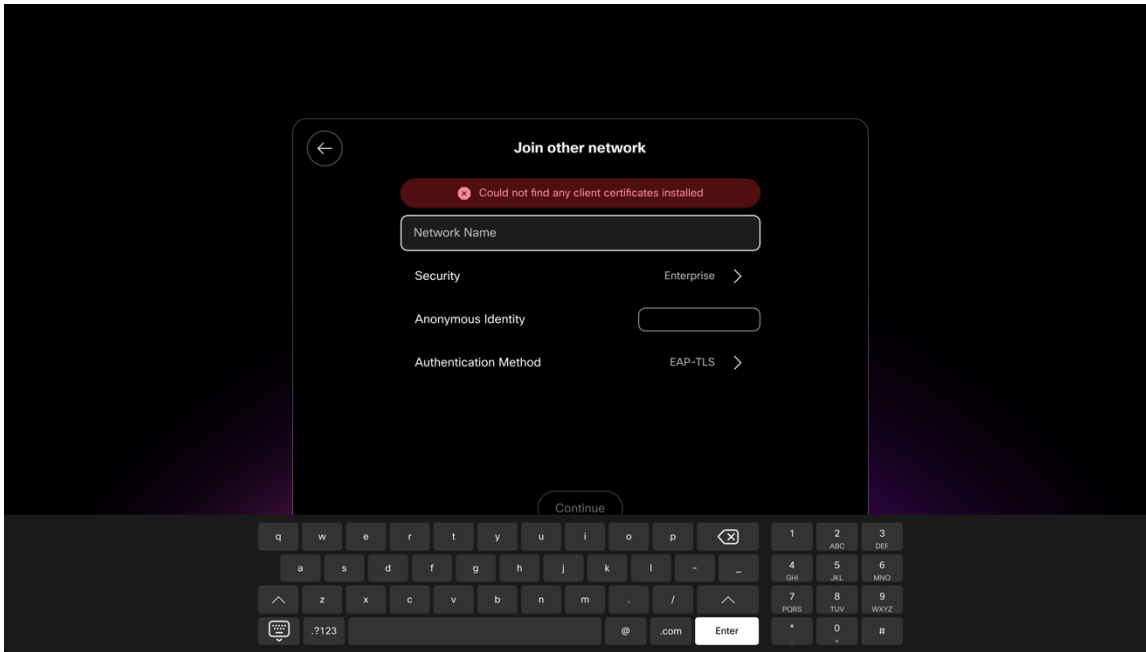 Join other network
Could not find any client certificates installed
Network Name
Security Enterprise
Anonymous Identity
Authentication Method EAP-TLS
Continue
q w e r t y u i o p 1 2 3
ABC DEF
a s d f g h j k l - _ 4 5 6
GHI JKL MNO
z x c v b n m . / 7 8 9
PQRS TUV WXYZ
.?123 @ .com Enter * 0 #
. +